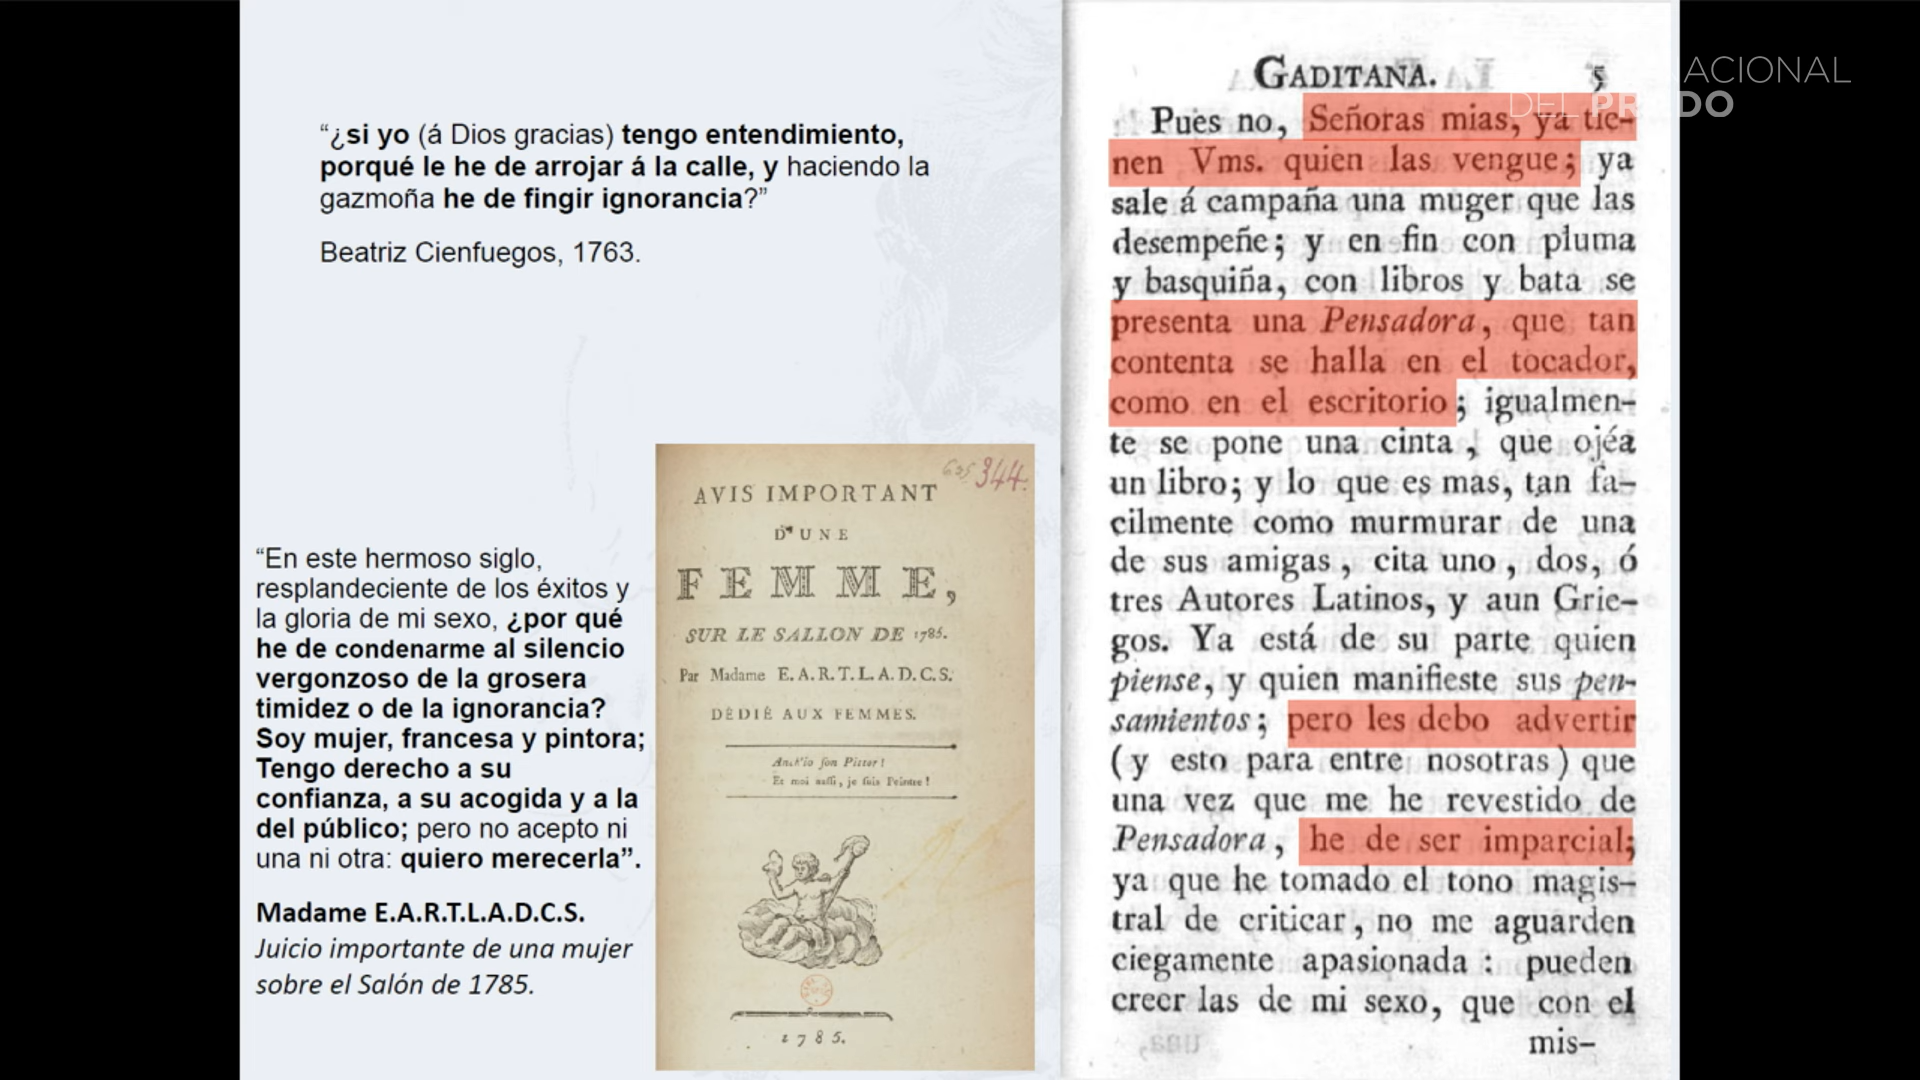 “¿si yo (á Dios gracias) tengo entendimiento,
porqué le he de arrojar á la calle, y haciendo la
gazmoña he de fingir ignorancia?”
Beatriz Cienfuegos, 1763.
“En este hermoso siglo,
resplandeciente de los éxitos y
la gloria de mi sexo, ¿por qué
he de condenarme al silencio
vergonzoso de la grosera
timidez o de la ignorancia?
Soy mujer, francesa y pintora;
Tengo derecho a su
confianza, a su acogida y a la
del público; pero no acepto ni
una ni otra: quiero merecerla”.
Madame E.A.R.T.L.A.D.C.S.
Juicio importante de una mujer
sobre el Salón de 1785.
344.
AVIS IMPORTANT
D'UNE
FEMME,
SUR LE SALLON DE 1785.
Par Madame E.A.R.T.L.A.D.C.S.
DÉDIÉ AUX FEMMES.
Anch'io son Pittor!
Et moi aussi, je suis Peintre!
1785.
GADITANA. 5
Pues no, Señoras mias, ya tie-
nen Vms. quien las vengue; ya
sale á campaña una muger que las
desempeñe; y en fin con pluma
y basquiña, con libros y bata se
presenta una Pensadora, que tan
contenta se halla en el tocador,
como en el escritorio; igualmen-
te se pone una cinta, que ojéa
un libro; y lo que es mas, tan fa-
cilmente como murmurar de una
de sus amigas, cita uno, dos, ó
tres Autores Latinos, y aun Grie-
gos. Ya está de su parte quien
piense, y quien manifieste sus pen-
samientos; pero les debo advertir
(y esto para entre nosotras) que
una vez que me he revestido de
Pensadora, he de ser imparcial;
ya que he tomado el tono magis-
tral de criticar, no me aguarden
ciegamente apasionada: pueden
creer las de mi sexo, que con el
mis-
ACIONAL
DEL PRADO